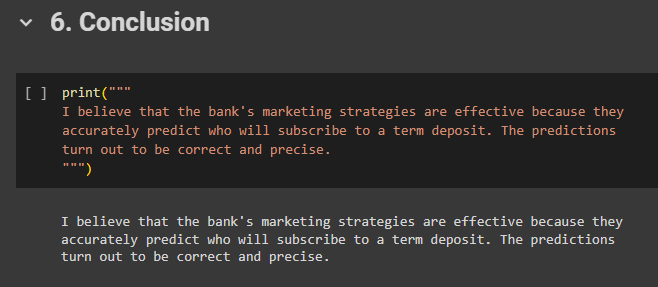 6. Conclusion
[ ] print("""
I believe that the bank's marketing strategies are effective because they
accurately predict who will subscribe to a term deposit. The predictions
turn out to be correct and precise.
""")
I believe that the bank's marketing strategies are effective because they
accurately predict who will subscribe to a term deposit. The predictions
turn out to be correct and precise.